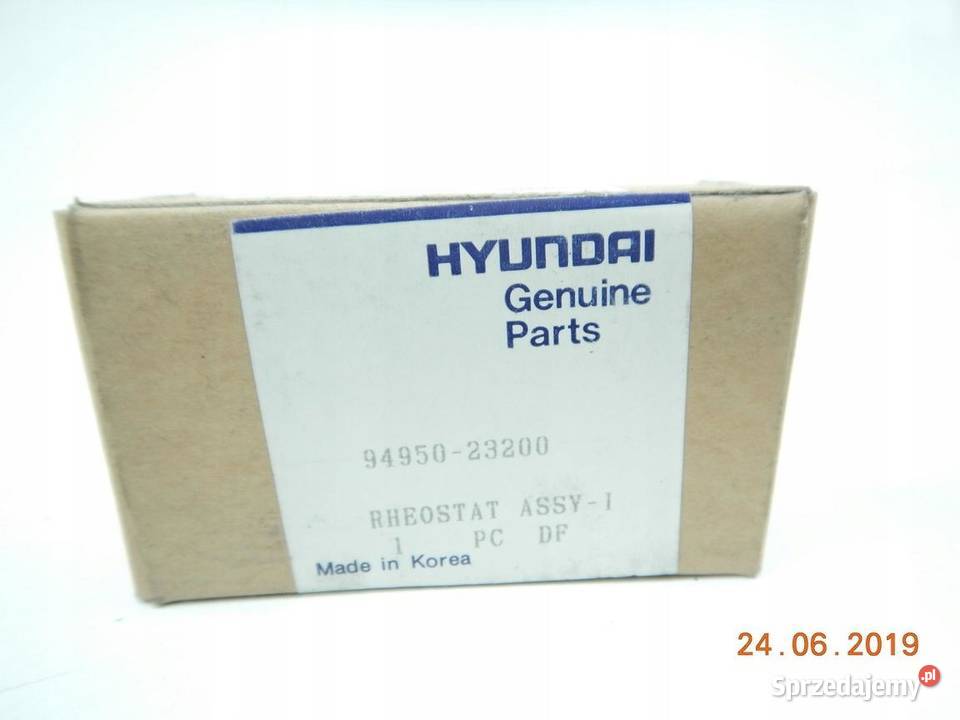 HYUNDAI
Genuine
Parts
94950-23200
RHEOSTAT ASSY-I
1 PC DF
Made in Korea
24.06.2019
Sprzedajemy.pl